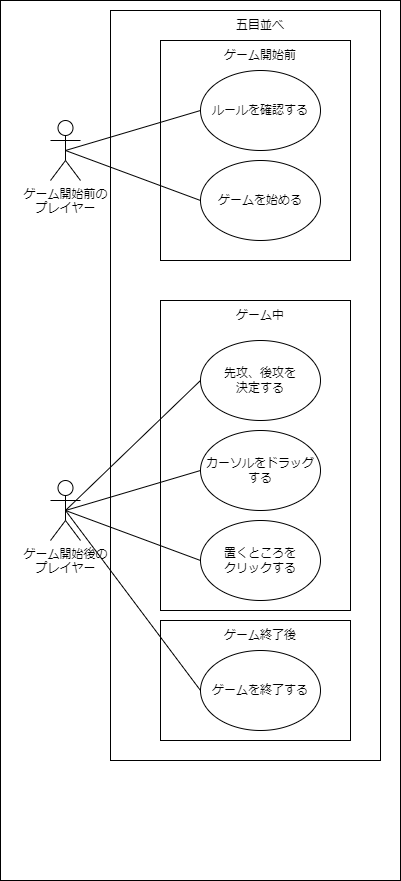 五目並べ
ゲーム開始前
ルールを確認する
ゲームを始める
ゲーム開始前の
プレイヤー
ゲーム中
先攻、後攻を
決定する
カーソルをドラッグ
する
置くところを
クリックする
ゲーム開始後の
プレイヤー
ゲーム終了後
ゲームを終了する